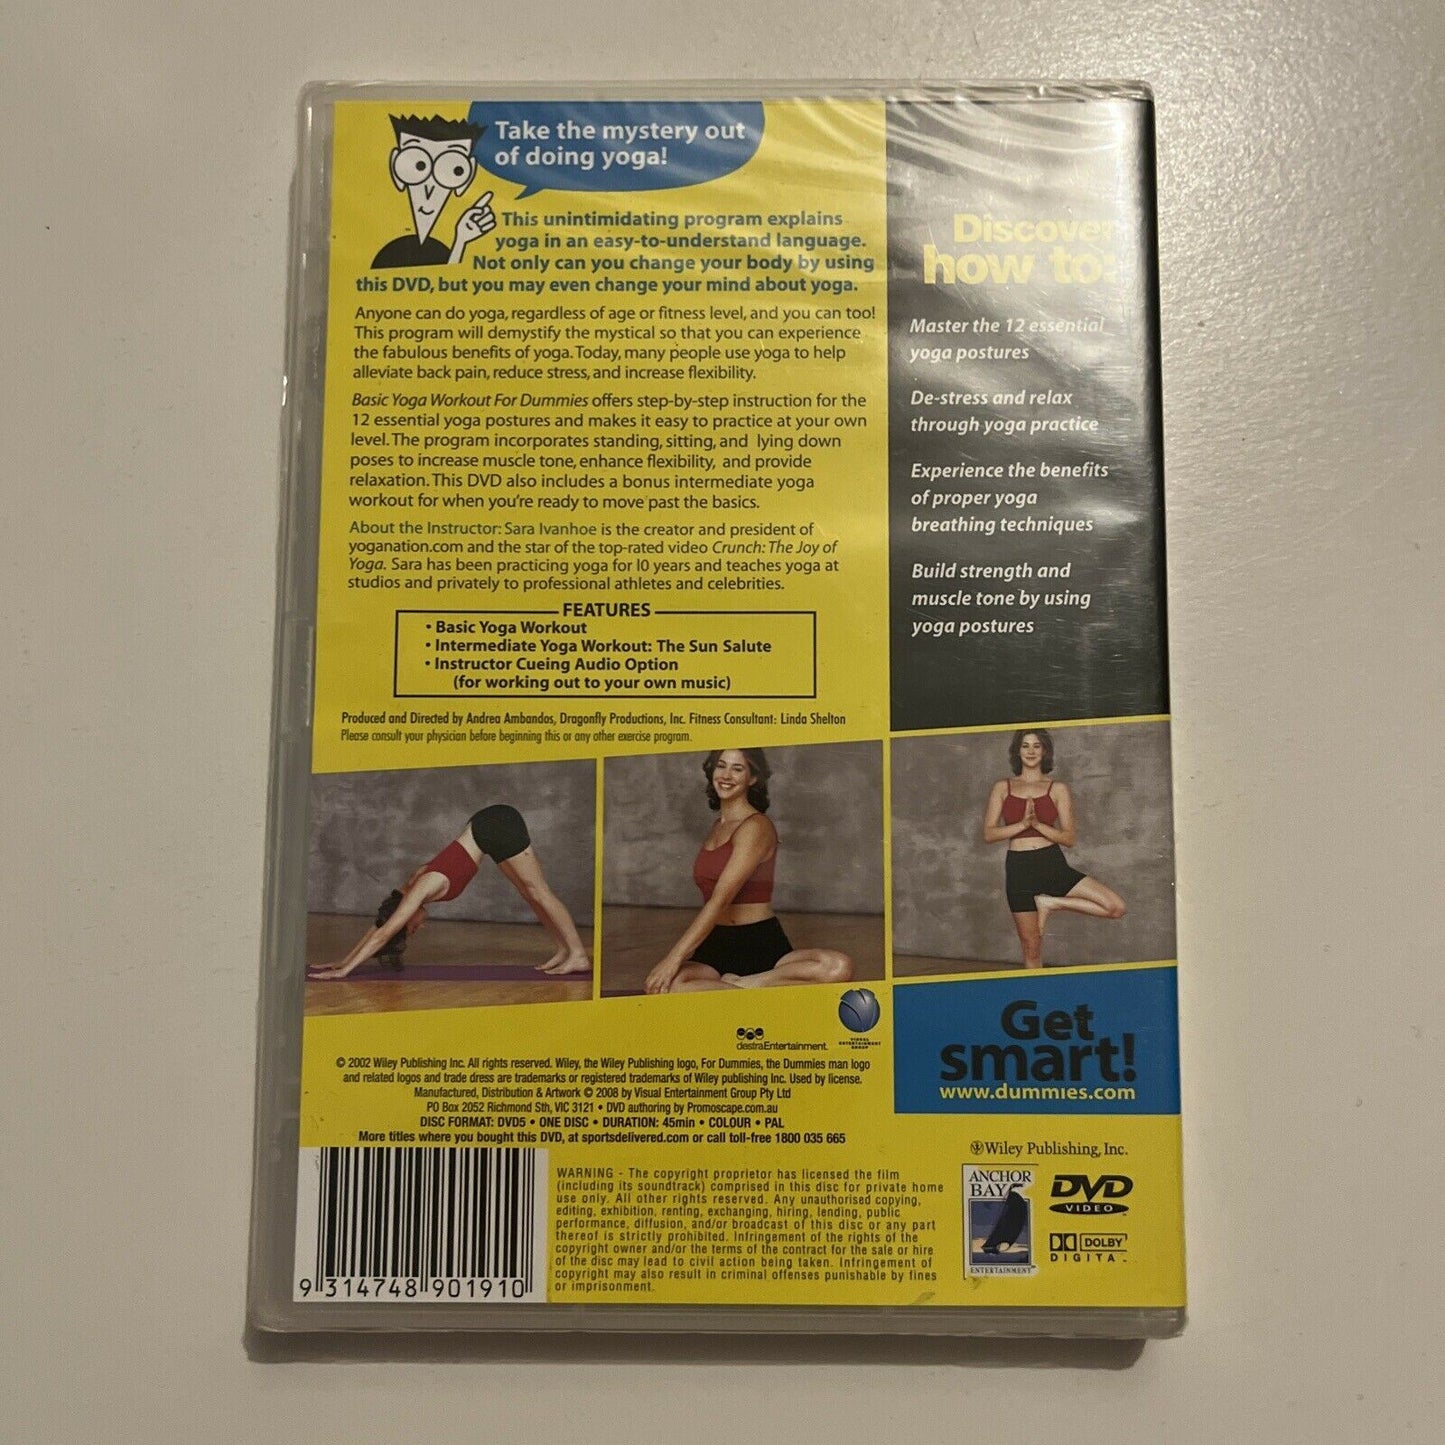 Take the mystery out
of doing yoga!
This unintimidating program explains
yoga in an easy-to-understand language.
Not only can you change your body by using
this DVD, but you may even change your mind about yoga.
Anyone can do yoga, regardless of age or fitness level, and you can too!
This program will demystify the mystical so that you can experience
the fabulous benefits of yoga. Today, many people use yoga to help
alleviate back pain, reduce stress, and increase flexibility.
Basic Yoga Workout For Dummies offers step-by-step instruction for the
12 essential yoga postures and makes it easy to practice at your own
level. The program incorporates standing, sitting, and lying down
poses to increase muscle tone, enhance flexibility, and provide
relaxation. This DVD also includes a bonus intermediate yoga
workout for when you're ready to move past the basics.
About the Instructor: Sara Ivanhoe is the creator and president of
yoganation.com and the star of the top-rated video Crunch: The Joy of
Yoga. Sara has been practicing yoga for 10 years and teaches yoga at
studios and privately to professional athletes and celebrities.
FEATURES
• Basic Yoga Workout
• Intermediate Yoga Workout: The Sun Salute
• Instructor Cueing Audio Option
(for working out to your own music)
Produced and Directed by Andrea Ambandos, Dragonfly Productions, Inc. Fitness Consultant: Linda Shelton
Please consult your physician before beginning this or any other exercise program.
Discover
how to:
Master the 12 essential
yoga postures
De-stress and relax
through yoga practice
Experience the benefits
of proper yoga
breathing techniques
Build strength and
muscle tone by using
yoga postures
destraEntertainment.
VISUAL
ENTERTAINMENT
GROUP
Get
smart!
www.dummies.com
© 2002 Wiley Publishing Inc. All rights reserved. Wiley, the Wiley Publishing logo, For Dummies, the Dummies man logo
and related logos and trade dress are trademarks or registered trademarks of Wiley publishing Inc. Used by license.
Manufactured, Distribution & Artwork © 2008 by Visual Entertainment Group Pty Ltd
PO Box 2052 Richmond Sth, VIC 3121 • DVD authoring by Promoscape.com.au
DISC FORMAT: DVD5 • ONE DISC • DURATION: 45min • COLOUR • PAL
More titles where you bought this DVD, at sportsdelivered.com or call toll-free 1800 035 665
9 314748 901910
WARNING - The copyright proprietor has licensed the film
(including its soundtrack) comprised in this disc for private home
use only. All other rights reserved. Any unauthorised copying,
editing, exhibition, renting, exchanging, hiring, lending, public
performance, diffusion, and/or broadcast of this disc or any part
thereof is strictly prohibited. Infringement of the rights of the
copyright owner and/or the terms of the contract for the sale or hire
of the disc may lead to civil action being taken. Infringement of
copyright may also result in criminal offenses punishable by fines
or imprisonment.
Wiley Publishing, Inc.
ANCHOR
BAY
ENTERTAINMENT
DVD
VIDEO
DOLBY
DIGITAL